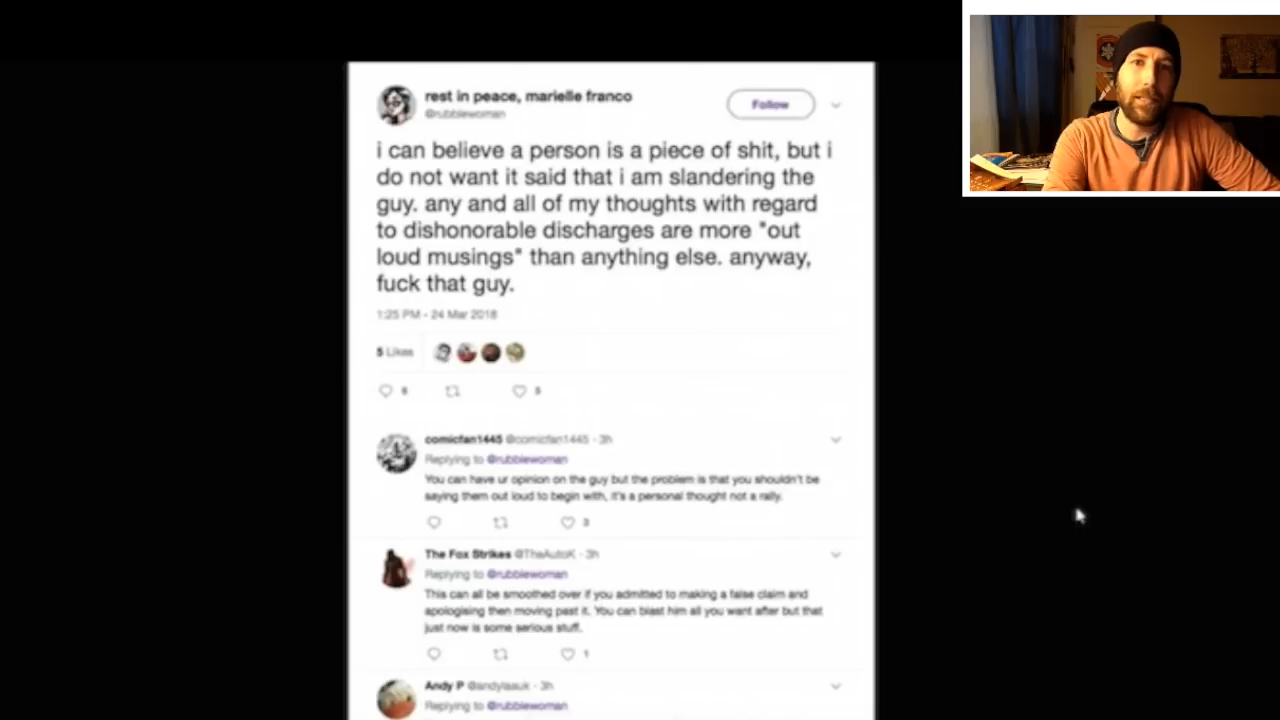 rest in peace, marielle franco
@rubblewoman
Follow
i can believe a person is a piece of shit, but i
do not want it said that i am slandering the
guy. any and all of my thoughts with regard
to dishonorable discharges are more "out
loud musings" than anything else. anyway,
fuck that guy.
1:25 PM - 24 Mar 2018
5 Likes
6
5
comicfan1445 @comicfan1445 · 3h
Replying to @rubblewoman
You can have ur opinion on the guy but the problem is that you shouldn't be
saying them out loud to begin with, it's a personal thought not a rally.
3
The Fox Strikes @TheAutoK · 3h
Replying to @rubblewoman
This can all be smoothed over if you admitted to making a false claim and
apologising then moving past it. You can blast him all you want after but that
just now is some serious stuff.
1
Andy P · 3h
Replying to @rubblewoman